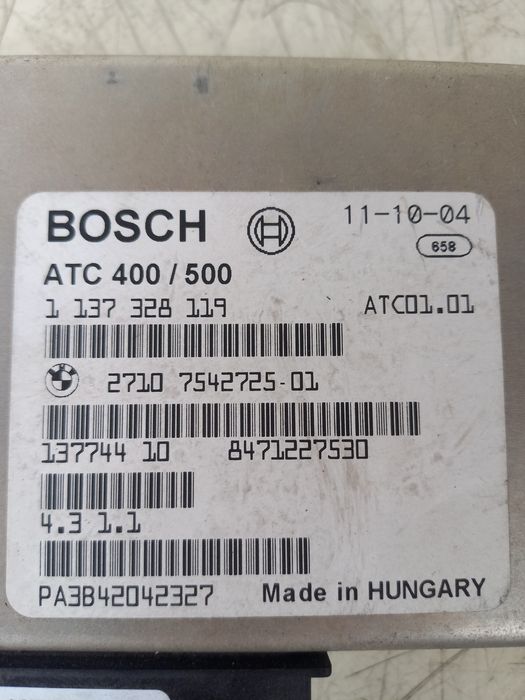 BOSCH 11-10-04
658
ATC 400 / 500
1 137 328 119 ATC01.01
2710 7542725-01
137744 10 8471227530
4.3 1.1
PA3B42042327 Made in HUNGARY